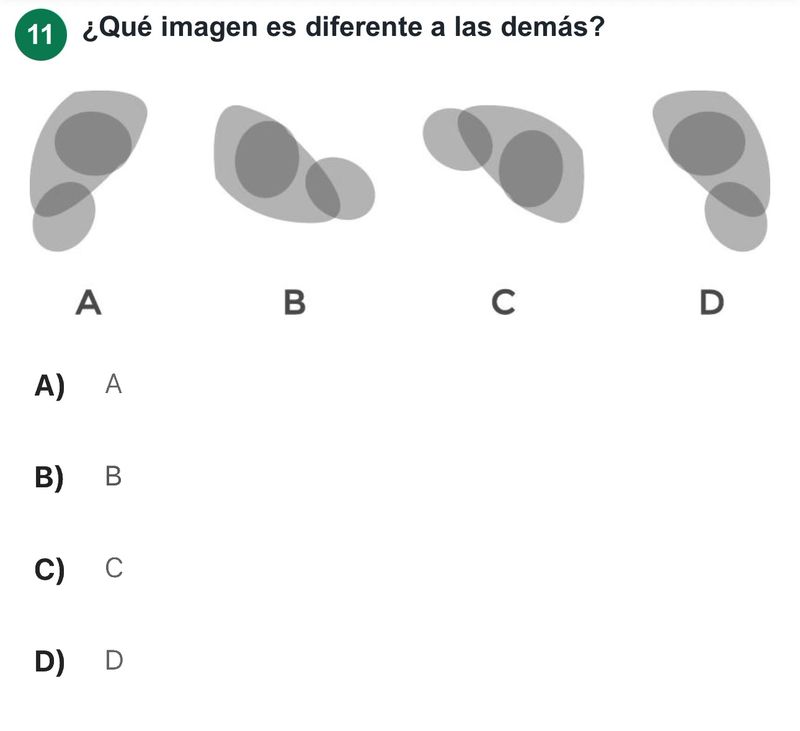 11 ¿Qué imagen es diferente a las demás?
A B C D
A) A
B) B
C) C
D) D